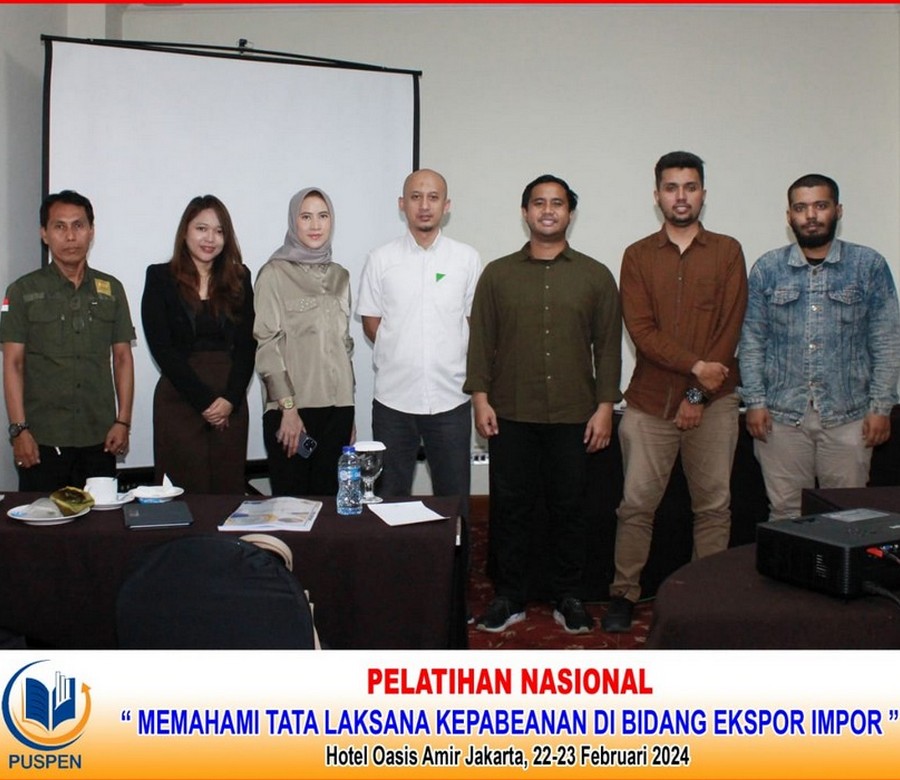 PELATIHAN NASIONAL
“ MEMAHAMI TATA LAKSANA KEPABEANAN DI BIDANG EKSPOR IMPOR ”
Hotel Oasis Amir Jakarta, 22-23 Februari 2024
PUSPEN